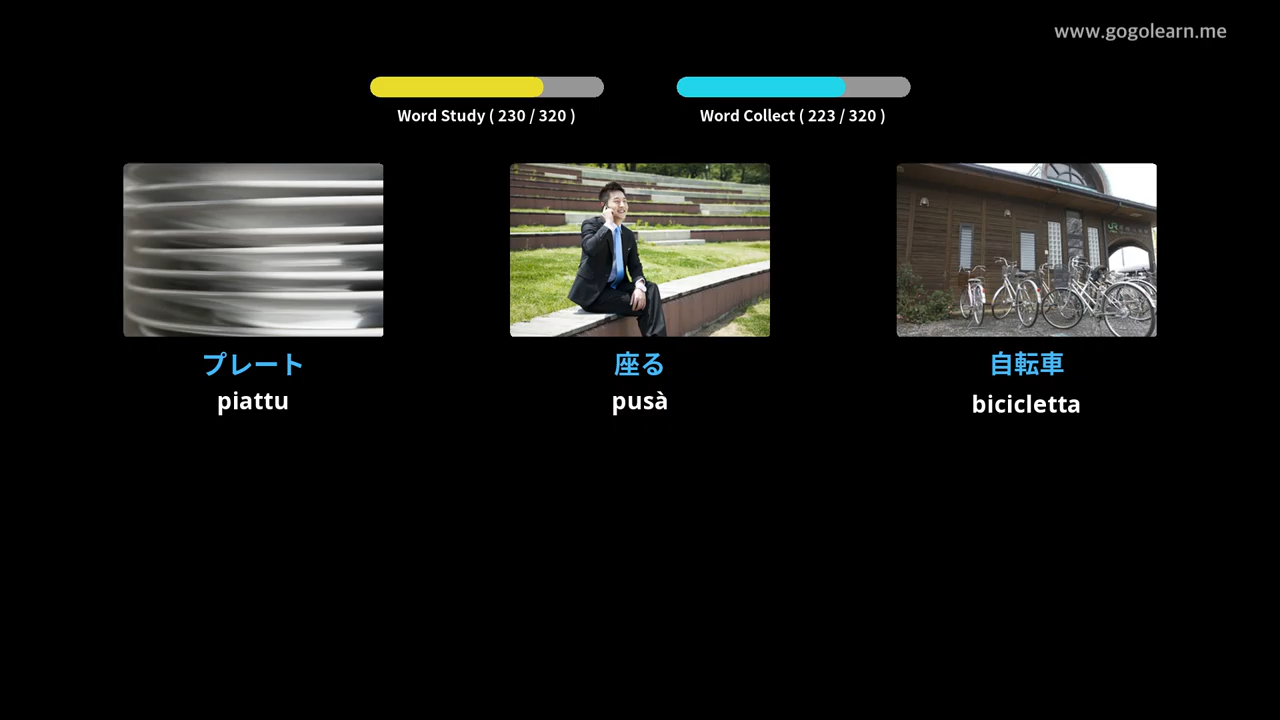 www.gogolearn.me
Word Study ( 230 / 320 )
Word Collect ( 223 / 320 )
JR
プレート
座る
自転車
piattu
pusà
bicicletta